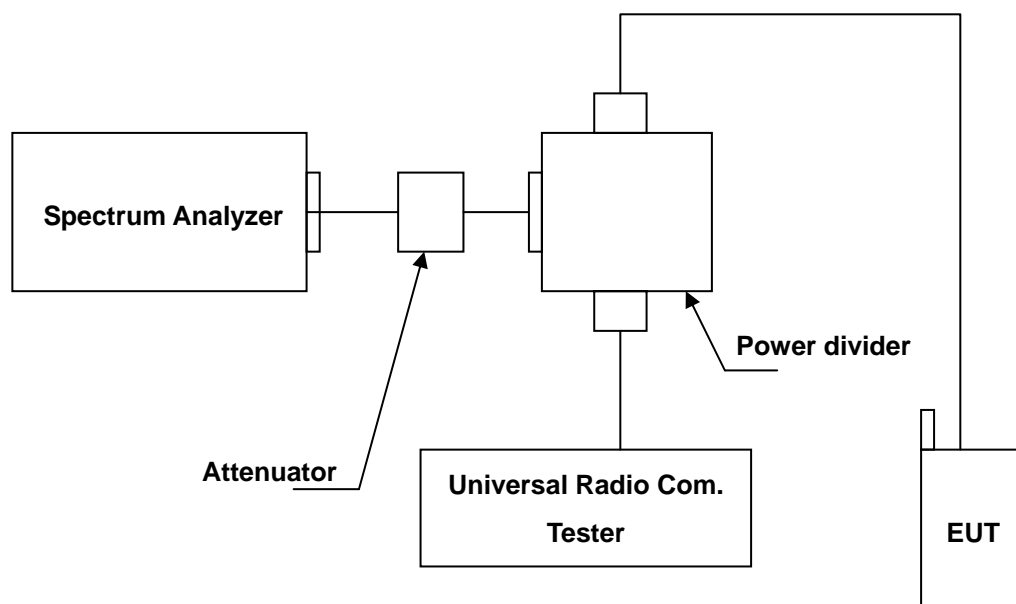 Spectrum Analyzer
Power divider
Attenuator
Universal Radio Com.
Tester
EUT